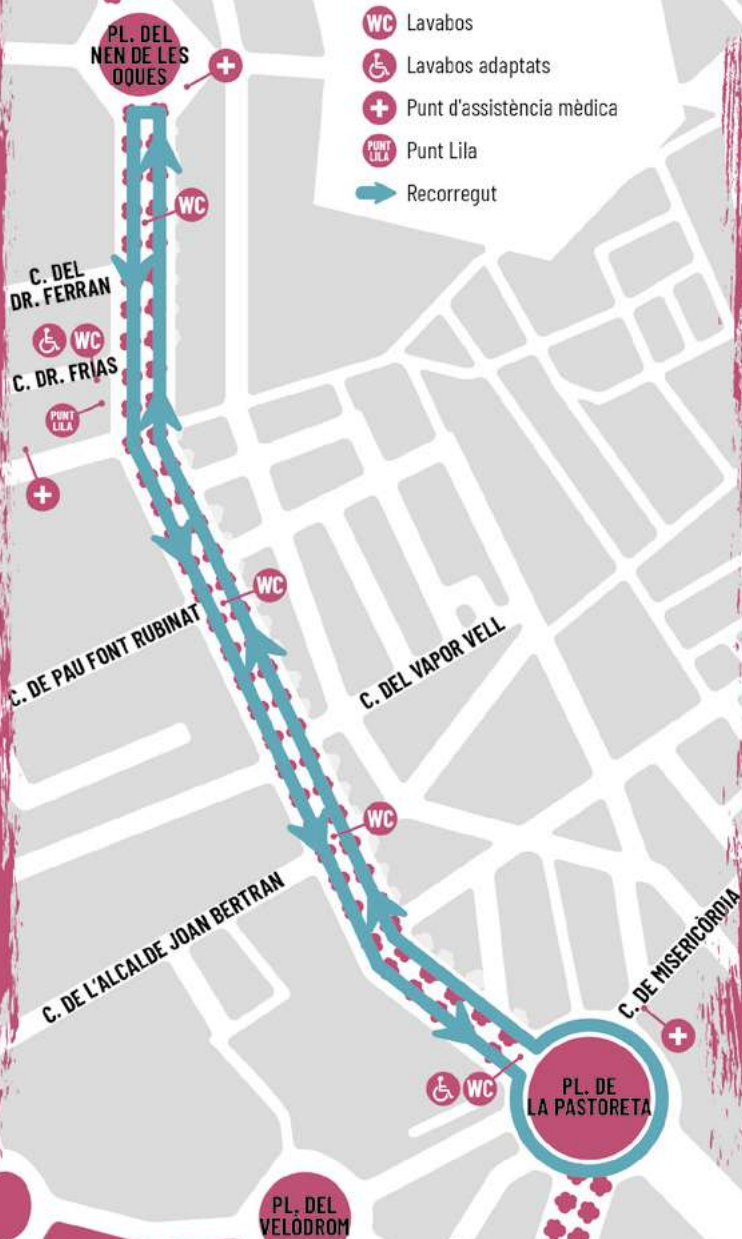 PL. DEL
NEN DE LES
OQUES
WC Lavabos
Lavabos adaptats
Punt d'assistència mèdica
PUNT
LILA
Punt Lila
Recorregut
WC
C. DEL
DR. FERRAN
WC
C. DR. FRIAS
PUNT
LILA
WC
C. DE PAU FONT RUBINAT
C. DEL VAPOR VELL
WC
C. DE L'ALCALDE JOAN BERTRAN
C. DE MISERICÒRDIA
WC
PL. DE
LA PASTORETA
PL. DEL
VELÒDROM